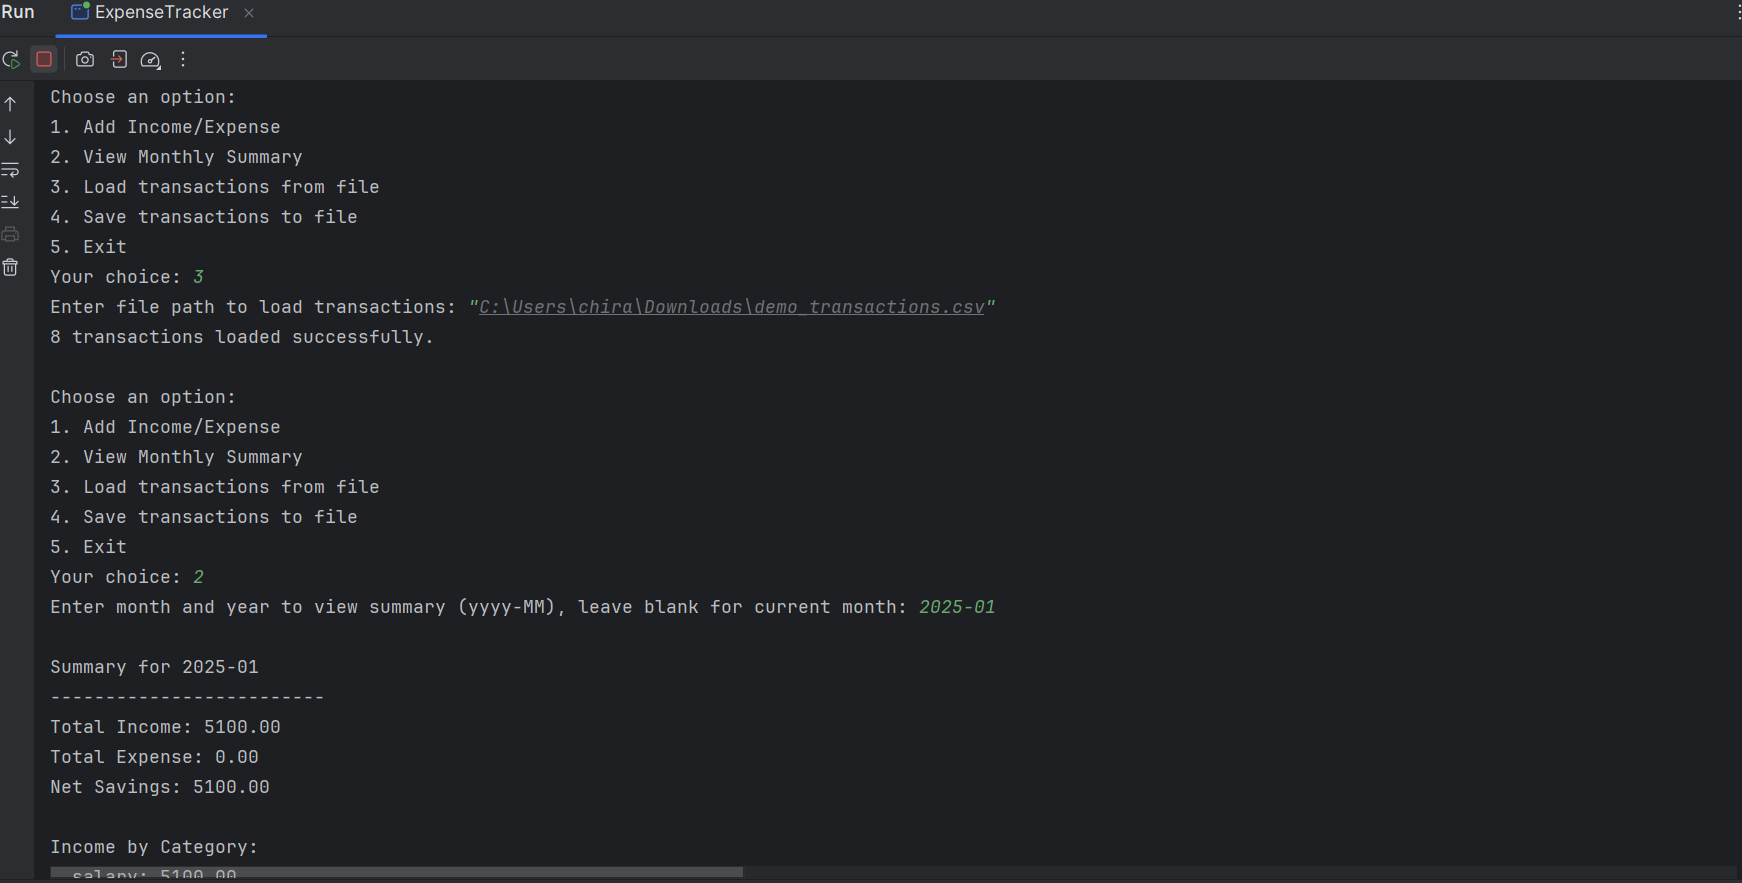 Run
ExpenseTracker
Choose an option:
1. Add Income/Expense
2. View Monthly Summary
3. Load transactions from file
4. Save transactions to file
5. Exit
Your choice: 3
Enter file path to load transactions: "C:\Users\chira\Downloads\demo_transactions.csv"
8 transactions loaded successfully.
Choose an option:
1. Add Income/Expense
2. View Monthly Summary
3. Load transactions from file
4. Save transactions to file
5. Exit
Your choice: 2
Enter month and year to view summary (yyyy-MM), leave blank for current month: 2025-01
Summary for 2025-01
-------------------------
Total Income: 5100.00
Total Expense: 0.00
Net Savings: 5100.00
Income by Category:
salary: 5100.00